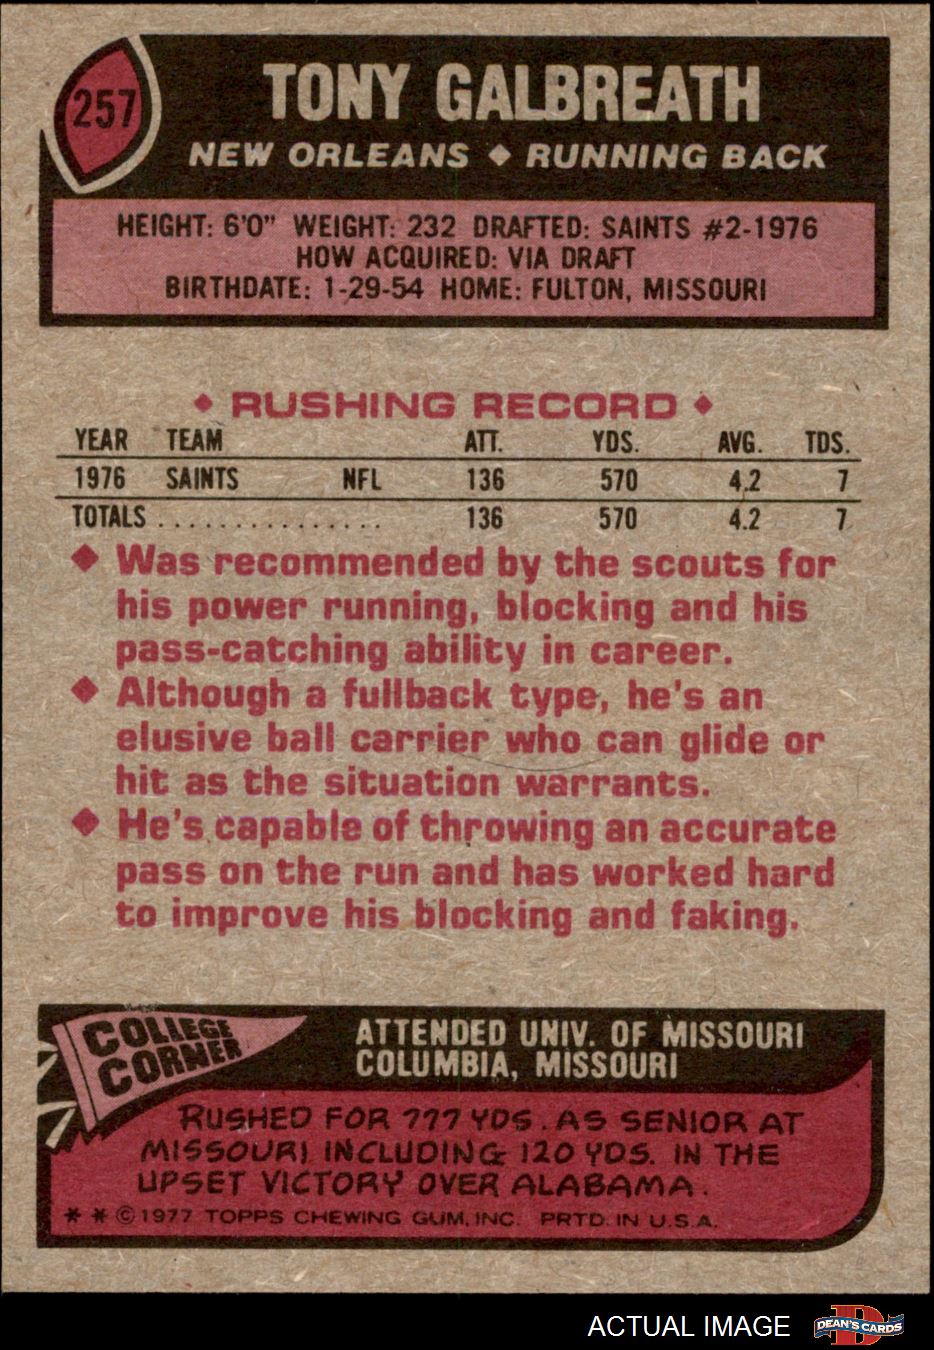 257
TONY GALBREATH
NEW ORLEANS ◆ RUNNING BACK
HEIGHT: 6'0" WEIGHT: 232 DRAFTED: SAINTS #2-1976
HOW ACQUIRED: VIA DRAFT
BIRTHDATE: 1-29-54 HOME: FULTON, MISSOURI
◆ RUSHING RECORD ◆
YEAR TEAM ATT. YDS. AVG. TDS.
1976 SAINTS NFL 136 570 4.2 7
TOTALS ................ 136 570 4.2 7
◆ Was recommended by the scouts for
his power running, blocking and his
pass-catching ability in career.
◆ Although a fullback type, he's an
elusive ball carrier who can glide or
hit as the situation warrants.
◆ He's capable of throwing an accurate
pass on the run and has worked hard
to improve his blocking and faking.
COLLEGE
CORNER
ATTENDED UNIV. OF MISSOURI
COLUMBIA, MISSOURI
RUSHED FOR 777 YDS. AS SENIOR AT
MISSOURI INCLUDING 120 YDS. IN THE
UPSET VICTORY OVER ALABAMA.
* * © 1977 TOPPS CHEWING GUM, INC. PRTD. IN U.S.A.
ACTUAL IMAGE
D
DEAN'S CARDS